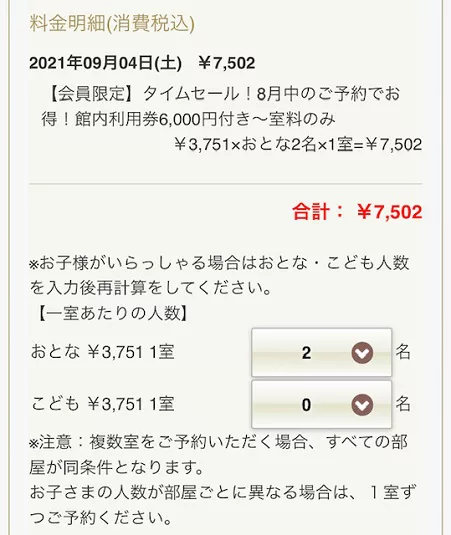 料金明細(消費税込)
2021年09月04日(土) ￥7,502
【会員限定】タイムセール！8月中のご予約でお
得！館内利用券6,000円付き～室料のみ
￥3,751×おとな2名×1室=￥7,502
合計： ￥7,502
※お子様がいらっしゃる場合はおとな・こども人数
を入力後再計算をしてください。
【一室あたりの人数】
おとな ￥3,751 1室 2 名
こども ￥3,751 1室 0 名
※注意：複数室をご予約いただく場合、すべての部
屋が同条件となります。
お子さまの人数が部屋ごとに異なる場合は、１室ず
つご予約ください。